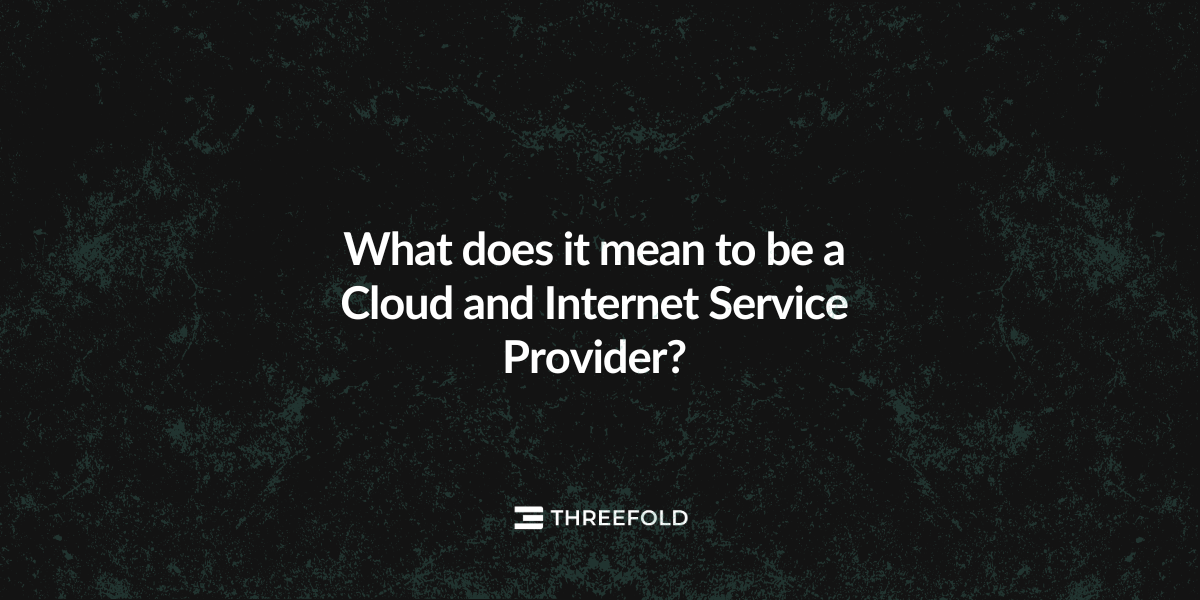 What does it mean to be a
Cloud and Internet Service
Provider?
THREEFOLD